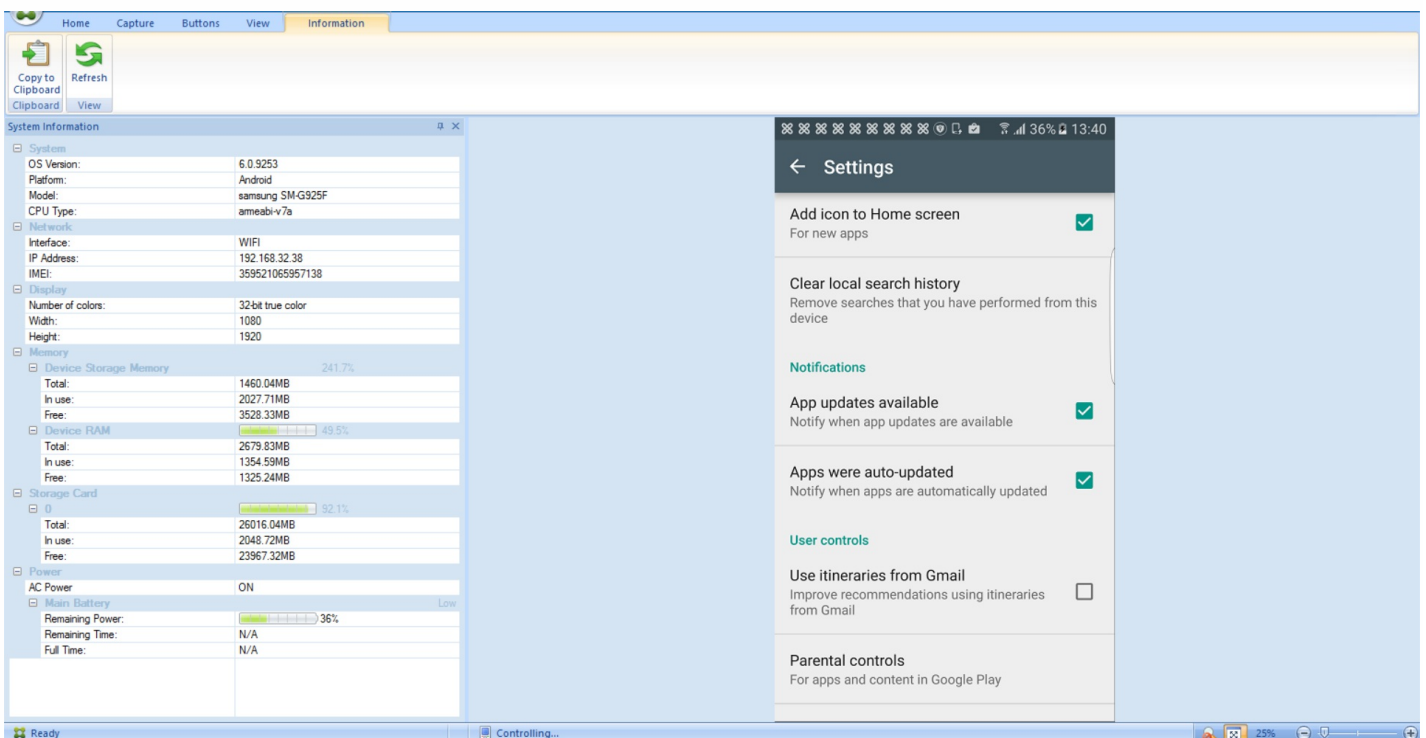 Home Capture Buttons View Information
Copy to Clipboard
Refresh
Clipboard View
System Information
System
OS Version: 6.0.9253
Platform: Android
Model: samsung SM-G925F
CPU Type: armeabi-v7a
Network
Interface: WIFI
IP Address: 192.168.32.38
IMEI: 359521065957138
Display
Number of colors: 32-bit true color
Width: 1080
Height: 1920
Memory
Device Storage Memory 241.7%
Total: 1460.04MB
In use: 2027.71MB
Free: 3528.33MB
Device RAM 49.5%
Total: 2679.83MB
In use: 1354.59MB
Free: 1325.24MB
Storage Card
0 92.1%
Total: 26016.04MB
In use: 2048.72MB
Free: 23967.32MB
Power
AC Power ON
Main Battery Low
Remaining Power: 36%
Remaining Time: N/A
Full Time: N/A
36% 13:40
Settings
Add icon to Home screen
For new apps
Clear local search history
Remove searches that you have performed from this
device
Notifications
App updates available
Notify when app updates are available
Apps were auto-updated
Notify when apps are automatically updated
User controls
Use itineraries from Gmail
Improve recommendations using itineraries
from Gmail
Parental controls
For apps and content in Google Play
Ready Controlling... 25%